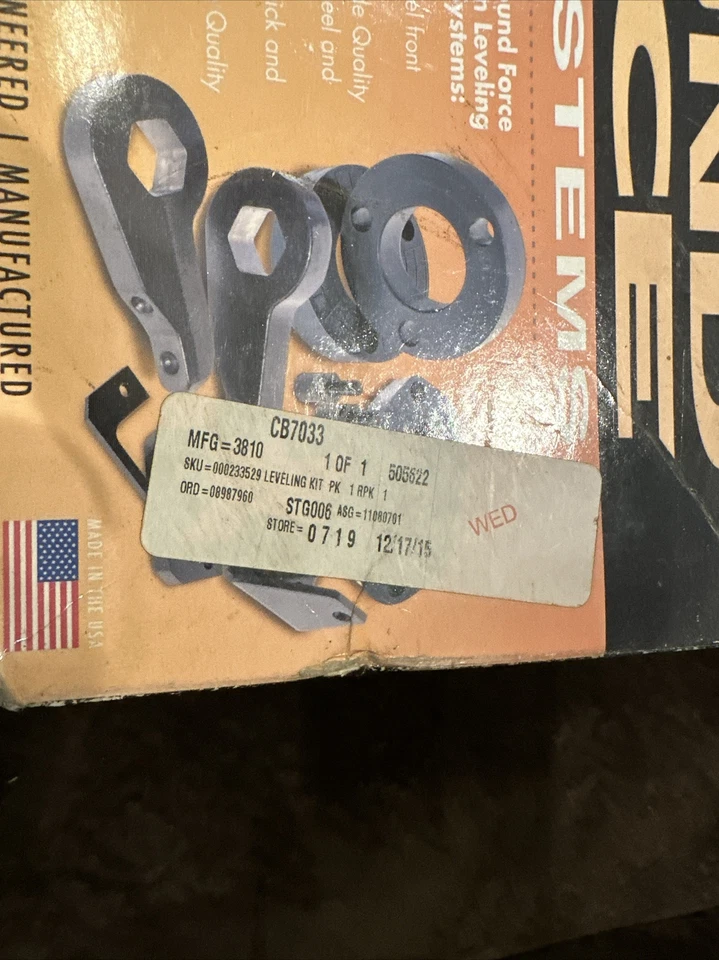 ND
CE
STEMS
und Force
Leveling
ystems:
front
Quality
eel and
ick and
Quality
NEERED | MANUFACTURED
MADE IN THE USA
CB7033
MFG=3810 1 OF 1 505622
SKU=000233529 LEVELING KIT PK 1 RPK 1
ORD=08987960 STG006 ASG=11080701
STORE= 0719 12/17/15
WED